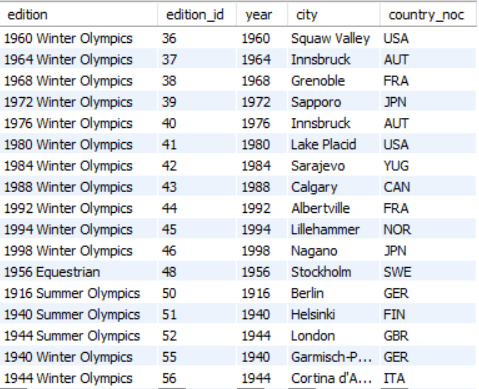 edition edition_id year city country_noc
1960 Winter Olympics 36 1960 Squaw Valley USA
1964 Winter Olympics 37 1964 Innsbruck AUT
1968 Winter Olympics 38 1968 Grenoble FRA
1972 Winter Olympics 39 1972 Sapporo JPN
1976 Winter Olympics 40 1976 Innsbruck AUT
1980 Winter Olympics 41 1980 Lake Placid USA
1984 Winter Olympics 42 1984 Sarajevo YUG
1988 Winter Olympics 43 1988 Calgary CAN
1992 Winter Olympics 44 1992 Albertville FRA
1994 Winter Olympics 45 1994 Lillehammer NOR
1998 Winter Olympics 46 1998 Nagano JPN
1956 Equestrian 48 1956 Stockholm SWE
1916 Summer Olympics 50 1916 Berlin GER
1940 Summer Olympics 51 1940 Helsinki FIN
1944 Summer Olympics 52 1944 London GBR
1940 Winter Olympics 55 1940 Garmisch-P... GER
1944 Winter Olympics 56 1944 Cortina d'A... ITA